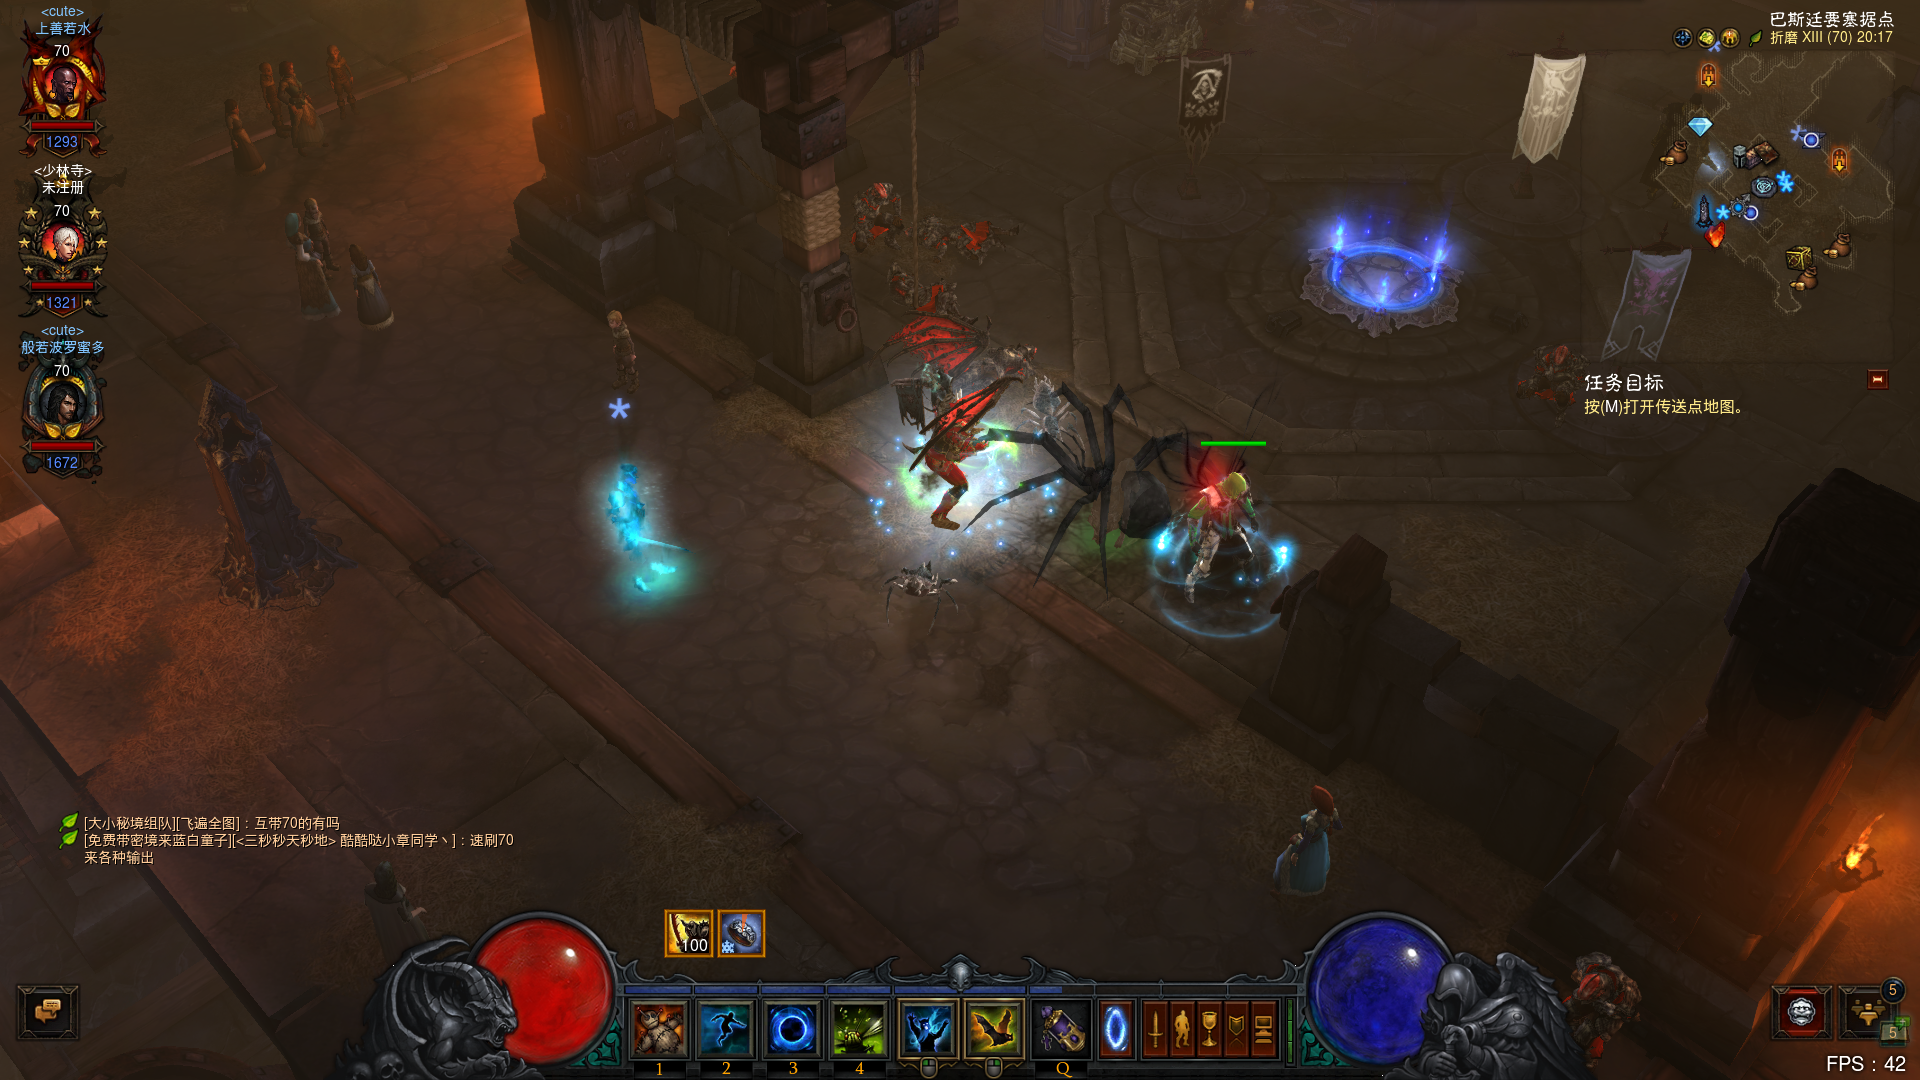 <cute>
上善若水
70
1293
<少林寺>
未注册
70
1321
<cute>
般若波罗蜜多
70
1672
巴斯廷要塞据点
折磨 XIII (70) 20:17
任务目标
按(M)打开传送点地图。
[大小秘境组队][飞遍全图]：互带70的有吗
[免费带密境来蓝白童子][<三秒秒天秒地> 酷酷哒小章同学丶]：速刷70
来各种输出
100
1
2
3
4
Q
5
5
FPS：42